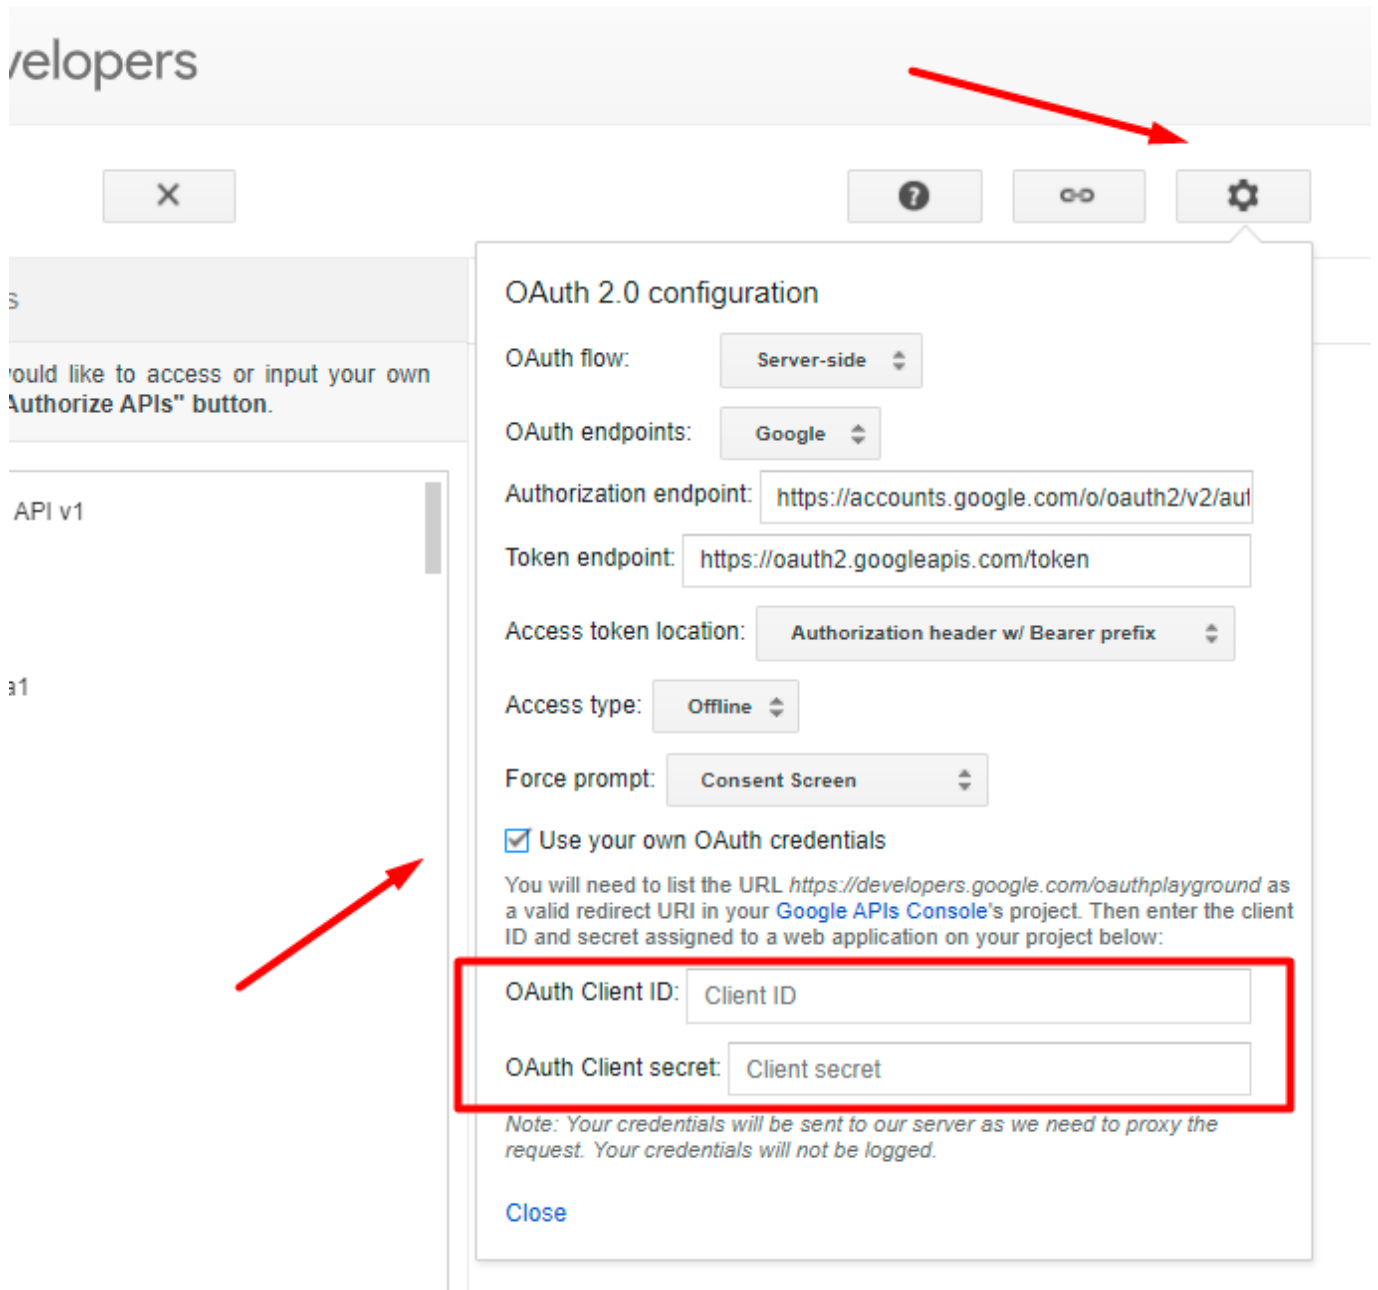 velopers
s
OAuth 2.0 configuration
OAuth flow: Server-side
ould like to access or input your own
Authorize APIs" button.
OAuth endpoints: Google
Authorization endpoint: https://accounts.google.com/o/oauth2/v2/aut
API v1
Token endpoint: https://oauth2.googleapis.com/token
Access token location: Authorization header w/ Bearer prefix
a1
Access type: Offline
Force prompt: Consent Screen
Use your own OAuth credentials
You will need to list the URL https://developers.google.com/oauthplayground as
a valid redirect URI in your Google APIs Console's project. Then enter the client
ID and secret assigned to a web application on your project below:
OAuth Client ID: Client ID
OAuth Client secret: Client secret
Note: Your credentials will be sent to our server as we need to proxy the
request. Your credentials will not be logged.
Close